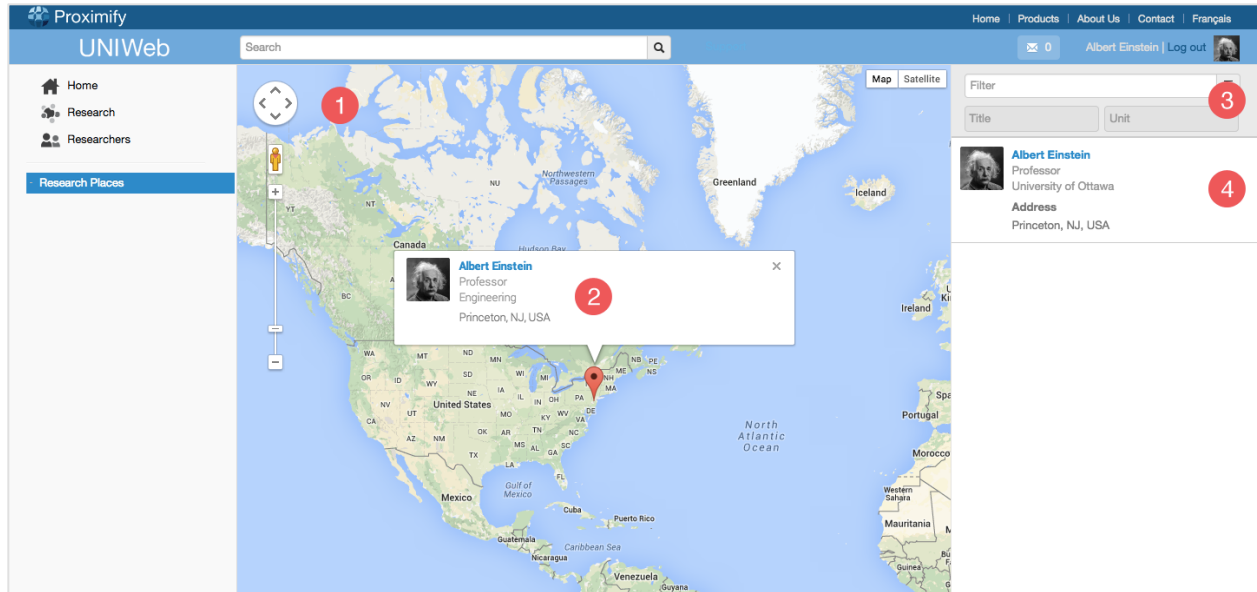 Proximify
Home | Products | About Us | Contact | Français
UNIWeb
Search
0
Albert Einstein | Log out
Home
Research
Researchers
Research Places
1
Map
Satellite
Filter
3
Title
Unit
Albert Einstein
Professor
University of Ottawa
Address
Princeton, NJ, USA
4
Northwestern
Passages
Greenland
Iceland
NU
YT
NT
Canada
Hudson Bay
Albert Einstein
Professor
Engineering
Princeton, NJ, USA
2
BC
Ireland
WA
MT
ND
MN
NB
PE
NS
OR
ID
WY
SD
WI
MI
NH
ME
MA
NV
UT
NE
IA
IL
IN
OH
PA
DE
United States
CA
MO
KY
WV
VA
AZ
NM
OK
AR
TN
NC
MS
AL
SC
GA
TX
LA
FL
North
Atlantic
Ocean
Portugal
Morocco
Gulf of
Mexico
Mexico
Cuba
Puerto Rico
Western
Sahara
Mauritania
Guatemala
Caribbean Sea
Nicaragua
Guinea
Venezuela
Guyana